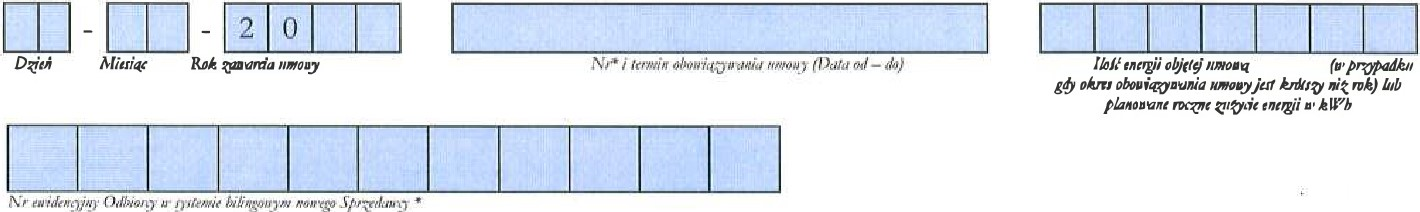 - - 2 0
Dzień Miesiąc Rok zawarcia umowy
Nr* i termin obowiązywania umowy (Data od – do)
Ilość energii objętej umową (w przypadku
gdy okres obowiązywania umowy jest krótszy niż rok) lub
planowane roczne zużycie energii w kWh
Nr ewidencyjny Odbiorcy w systemie bilingowym nowego Sprzedawcy *